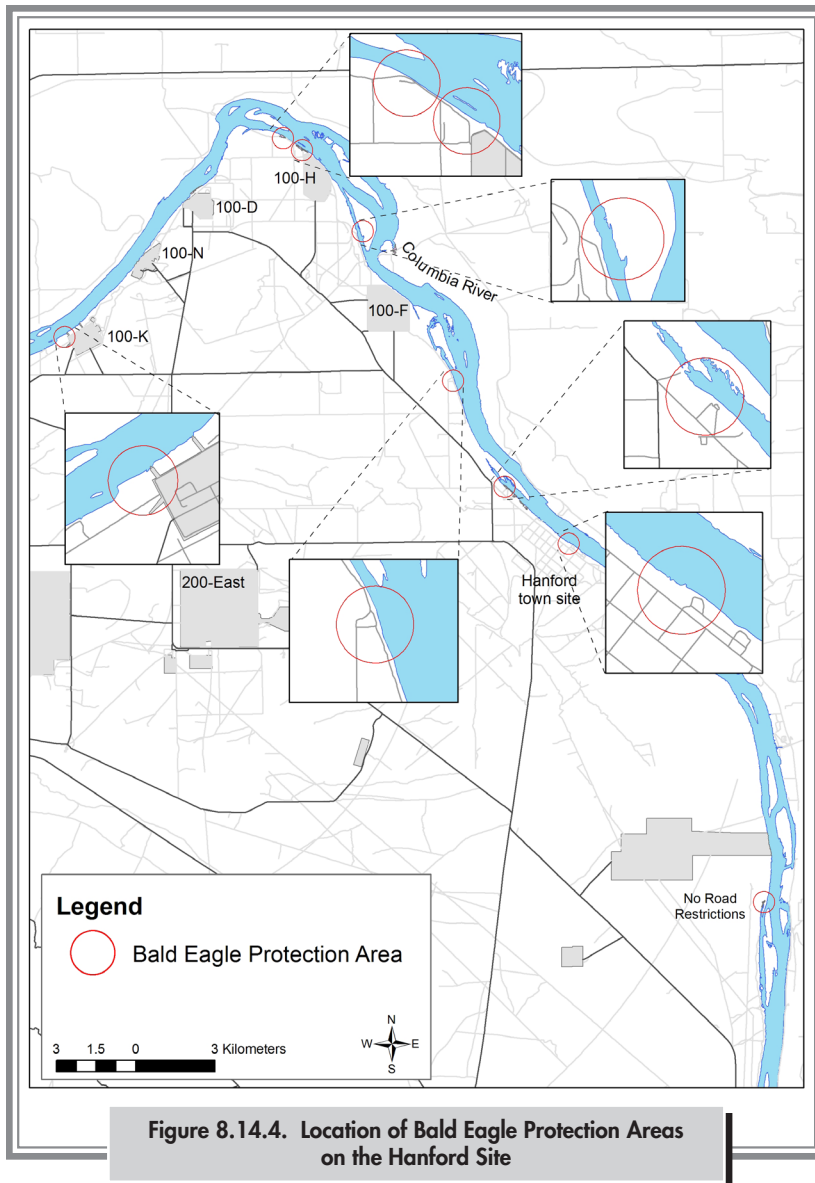 100-H
100-D
Columbia River
100-N
100-F
100-K
200-East
Hanford
town site
No Road
Restrictions
Legend
Bald Eagle Protection Area
3 1.5 0 3 Kilometers
N
W E
S
Figure 8.14.4. Location of Bald Eagle Protection Areas
on the Hanford Site